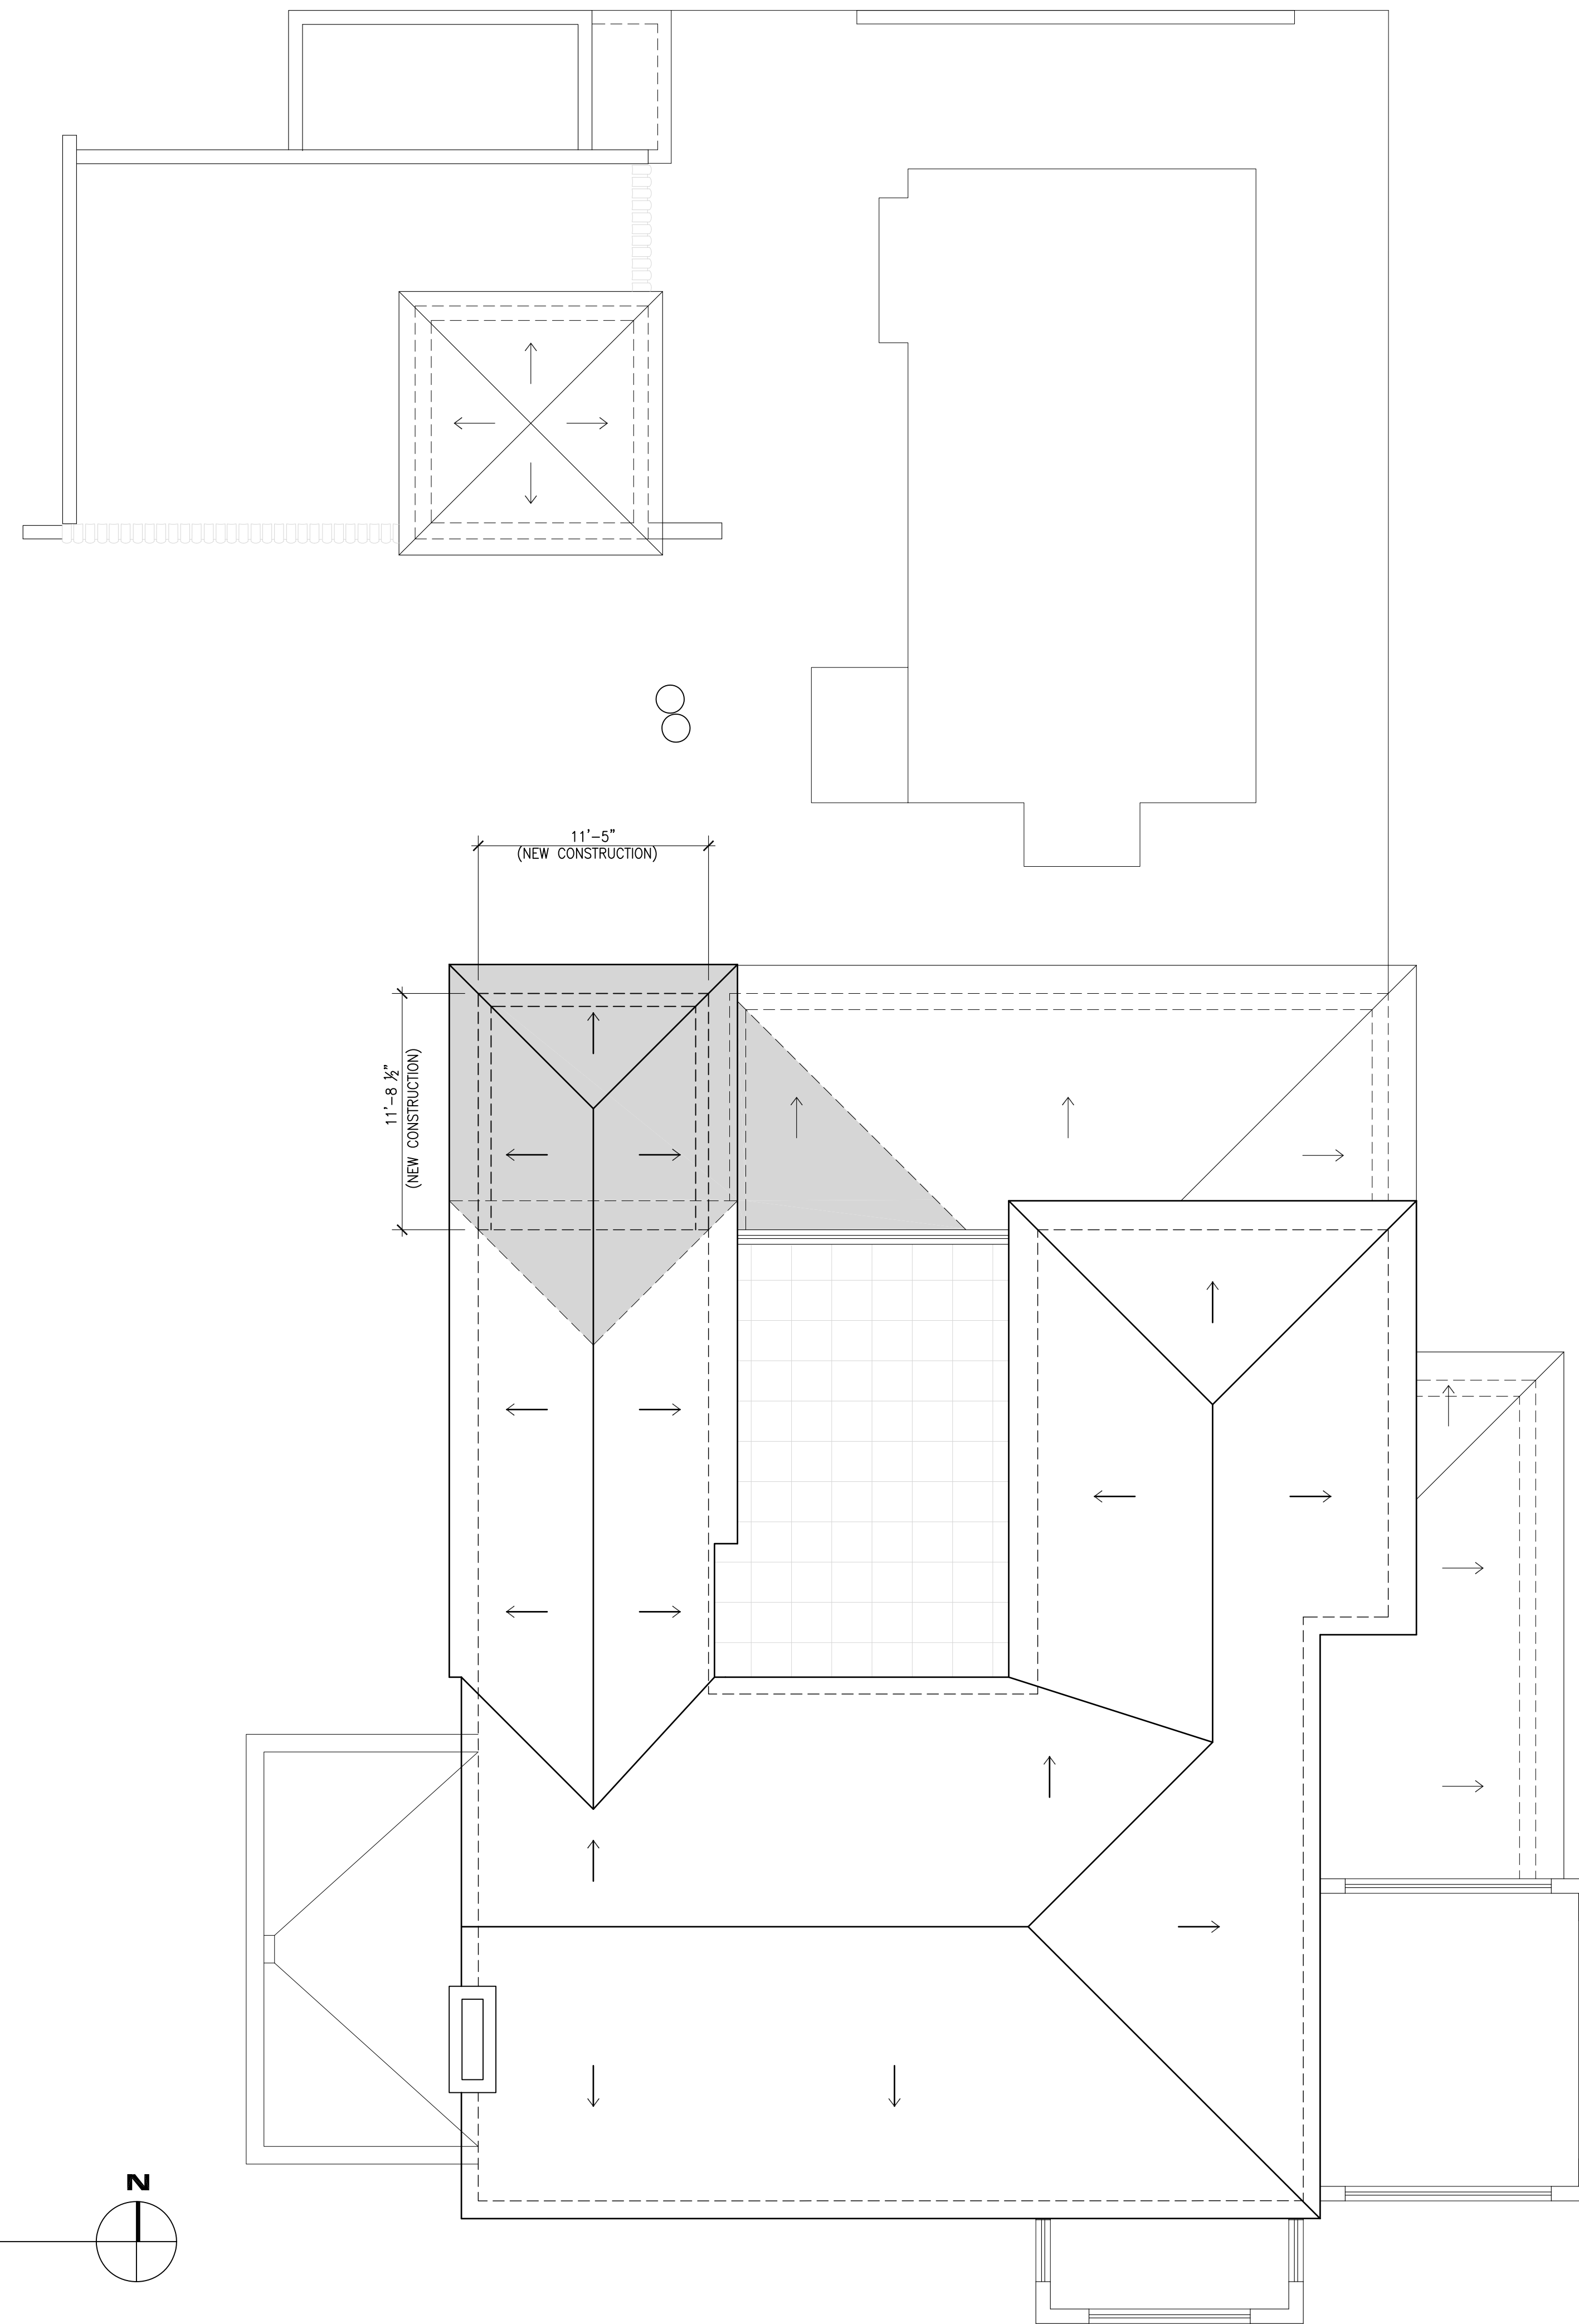 11'-5"
(NEW CONSTRUCTION)
11'-8 ½"
(NEW CONSTRUCTION)
N